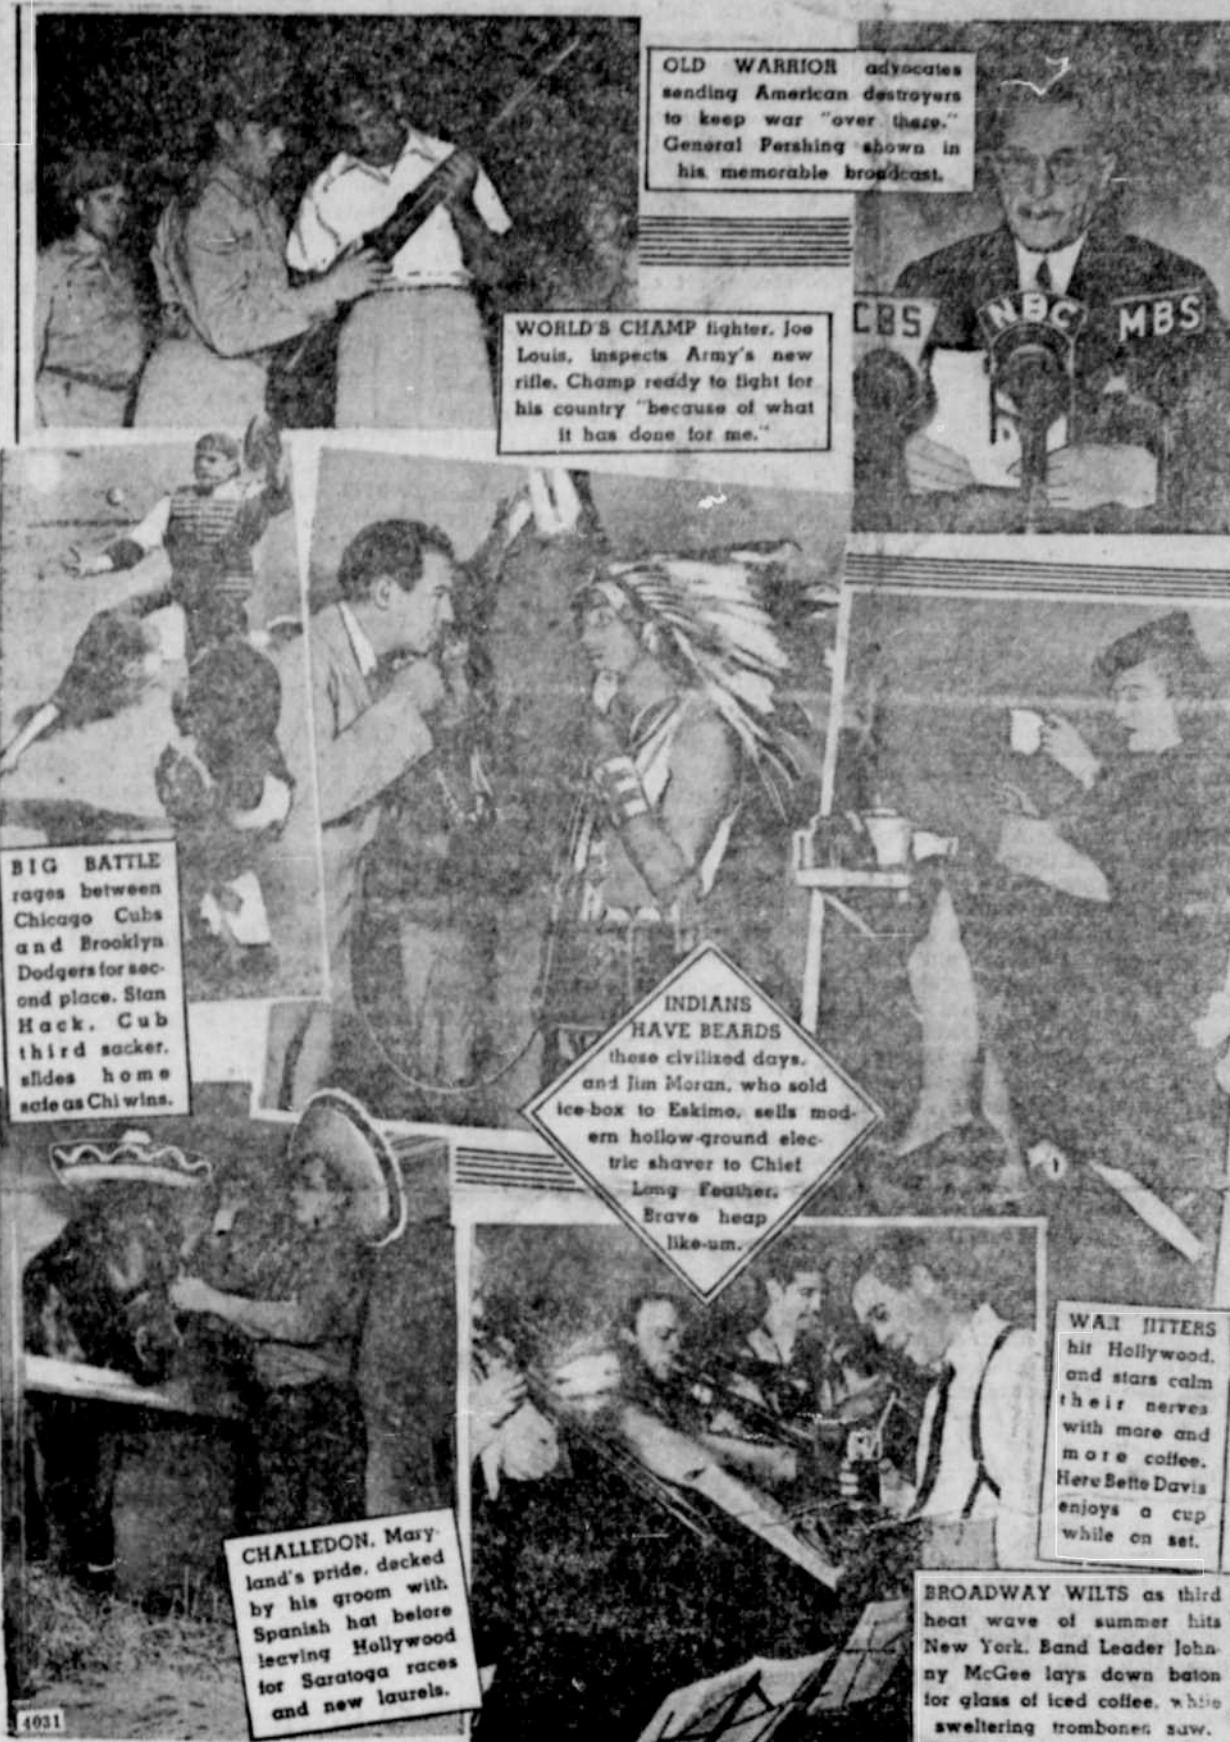 OLD WARRIOR advocates
sending American destroyers
to keep war "over there."
General Pershing shown in
his memorable broadcast.
CBS
NBC
MBS
WORLD'S CHAMP fighter, Joe
Louis, inspects Army's new
rifle. Champ ready to fight for
his country "because of what
it has done for me."
BIG BATTLE
rages between
Chicago Cubs
and Brooklyn
Dodgers for sec-
ond place. Stan
Hack, Cub
third sacker,
slides home
safe as Chi wins.
INDIANS
HAVE BEARDS
these civilized days,
and Jim Moran, who sold
ice-box to Eskimo, sells mod-
ern hollow-ground elec-
tric shaver to Chief
Long Feather.
Brave heap
like-um.
WAR JITTERS
hit Hollywood,
and stars calm
their nerves
with more and
more coffee.
Here Bette Davis
enjoys a cup
while on set.
CHALLEDON, Mary-
land's pride, decked
by his groom with
Spanish hat before
leaving Hollywood
for Saratoga races
and new laurels.
BROADWAY WILTS as third
heat wave of summer hits
New York. Band Leader John-
ny McGee lays down baton
for glass of iced coffee, while
sweltering trombones saw.
4031